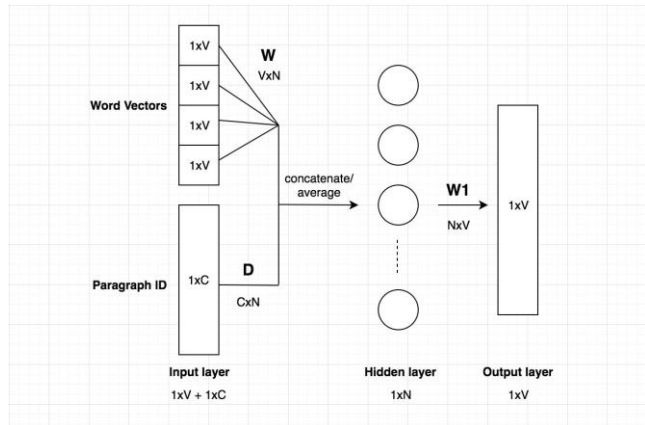 1xV
W
VxN
1xV
Word Vectors
1xV
1xV
concatenate/
average
W1
NxV
1xV
Paragraph ID
1xC
D
CxN
Input layer
1xV + 1xC
Hidden layer
1xN
Output layer
1xV